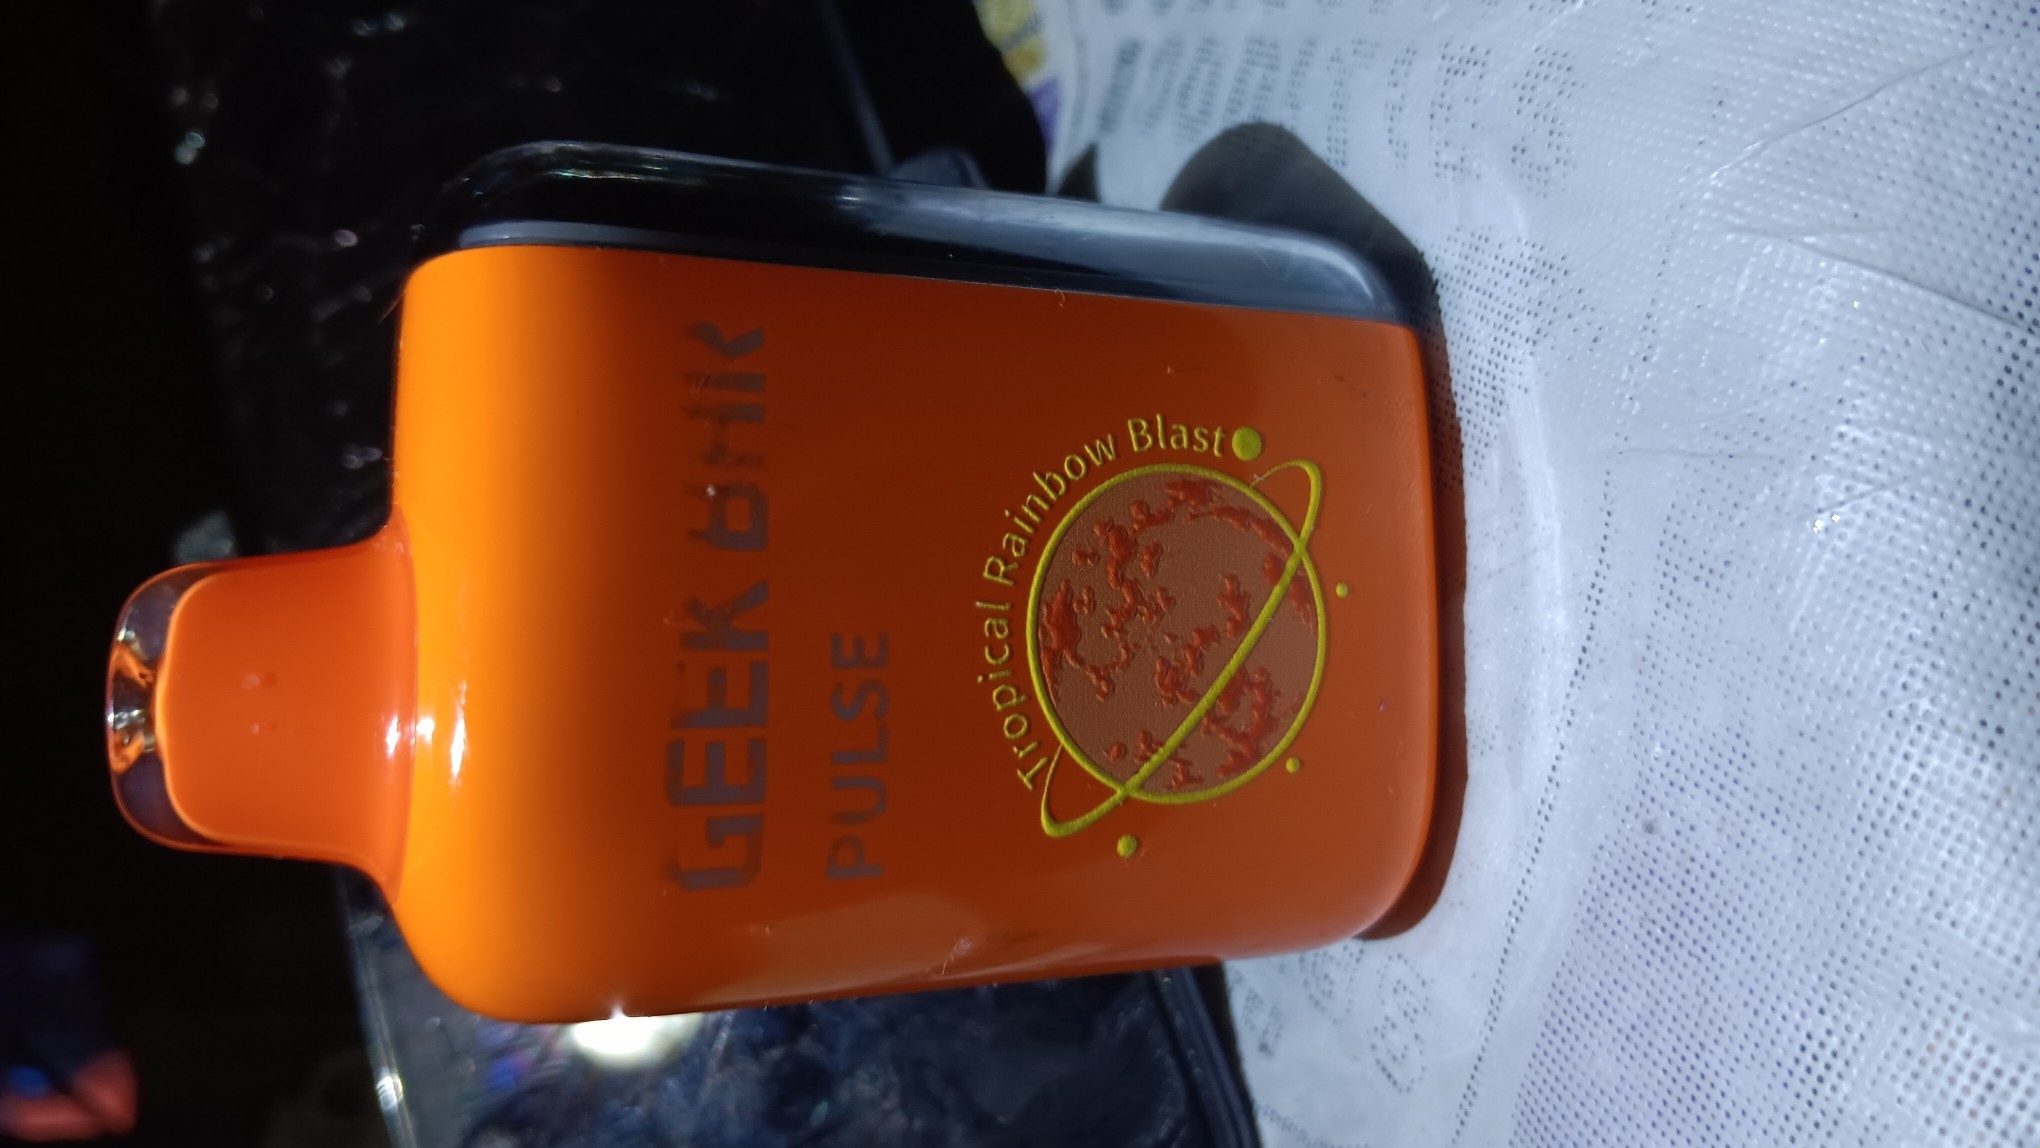 GEEK BAR
PULSE
Tropical Rainbow Blast